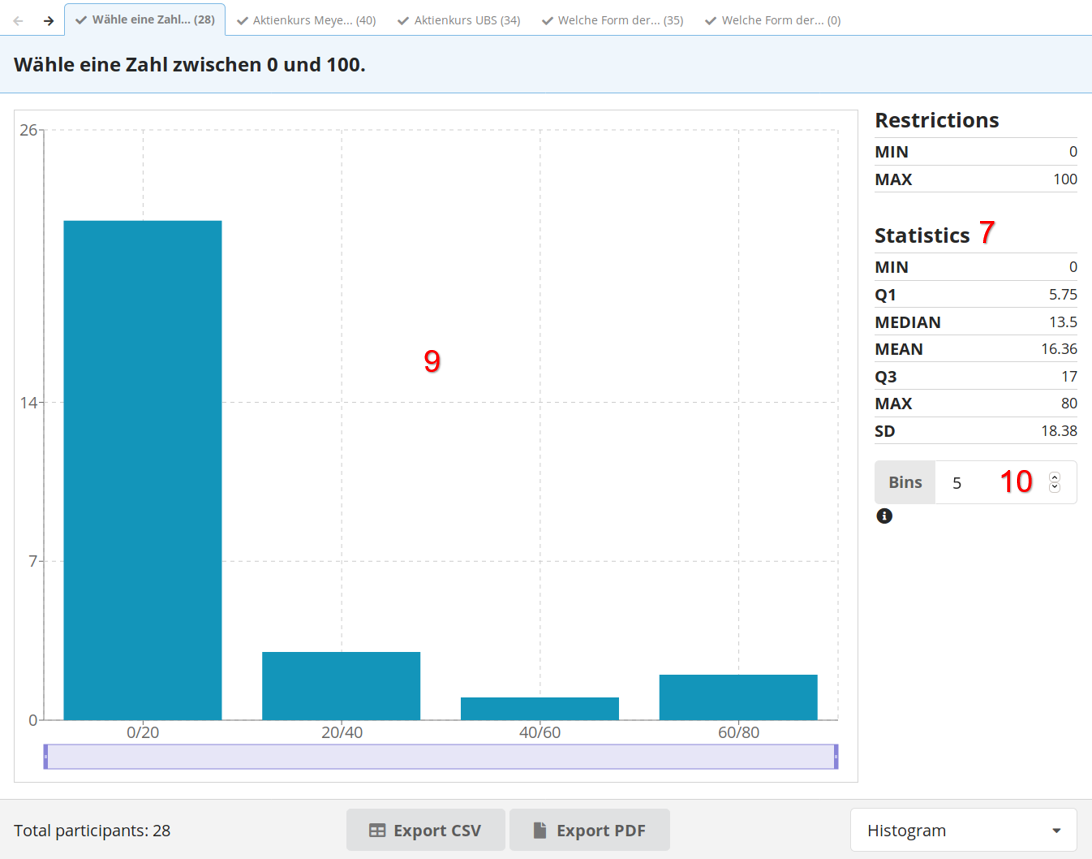 Wähle eine Zahl... (28) Aktienkurs Meye... (40) Aktienkurs UBS (34) Welche Form der... (35) Welche Form der... (0)
Wähle eine Zahl zwischen 0 und 100.
26
14
7
0
0/20 20/40 40/60 60/80
9
Restrictions
MIN 0
MAX 100
Statistics 7
MIN 0
Q1 5.75
MEDIAN 13.5
MEAN 16.36
Q3 17
MAX 80
SD 18.38
Bins 5 10
Total participants: 28 Export CSV Export PDF Histogram